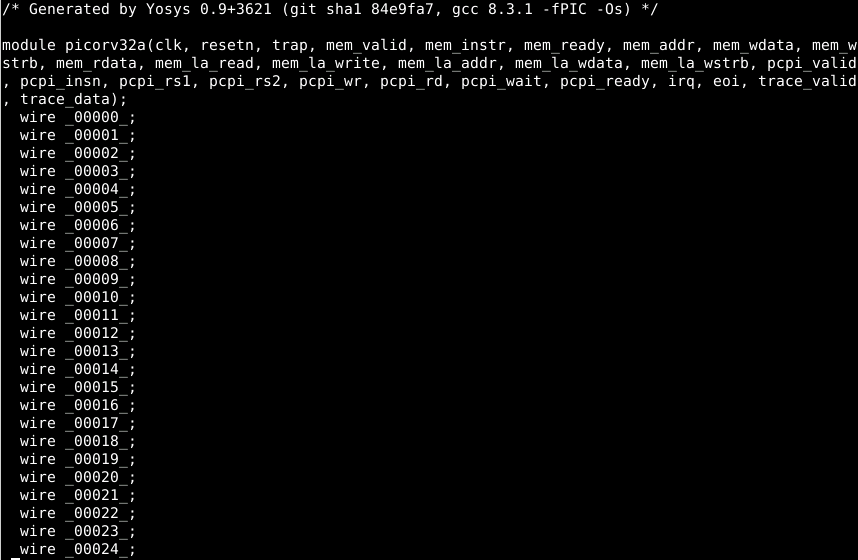 /* Generated by Yosys 0.9+3621 (git sha1 84e9fa7, gcc 8.3.1 -fPIC -Os) */
module picorv32a(clk, resetn, trap, mem_valid, mem_instr, mem_ready, mem_addr, mem_wdata, mem_w
strb, mem_rdata, mem_la_read, mem_la_write, mem_la_addr, mem_la_wdata, mem_la_wstrb, pcpi_valid
, pcpi_insn, pcpi_rs1, pcpi_rs2, pcpi_wr, pcpi_rd, pcpi_wait, pcpi_ready, irq, eoi, trace_valid
, trace_data);
  wire _00000_;
  wire _00001_;
  wire _00002_;
  wire _00003_;
  wire _00004_;
  wire _00005_;
  wire _00006_;
  wire _00007_;
  wire _00008_;
  wire _00009_;
  wire _00010_;
  wire _00011_;
  wire _00012_;
  wire _00013_;
  wire _00014_;
  wire _00015_;
  wire _00016_;
  wire _00017_;
  wire _00018_;
  wire _00019_;
  wire _00020_;
  wire _00021_;
  wire _00022_;
  wire _00023_;
  wire _00024_;